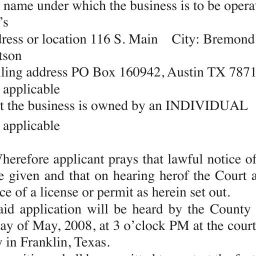 name under which the business is to be opera
's
dress or location 116 S. Main City: Bremond
tson
ling address PO Box 160942, Austin TX 7871
applicable
t the business is owned by an INDIVIDUAL
applicable
herefore applicant prays that lawful notice of
e given and that on hearing herof the Court a
ce of a license or permit as herein set out.
aid application will be heard by the County
ay of May, 2008, at 3 o'clock PM at the court
y in Franklin, Texas.